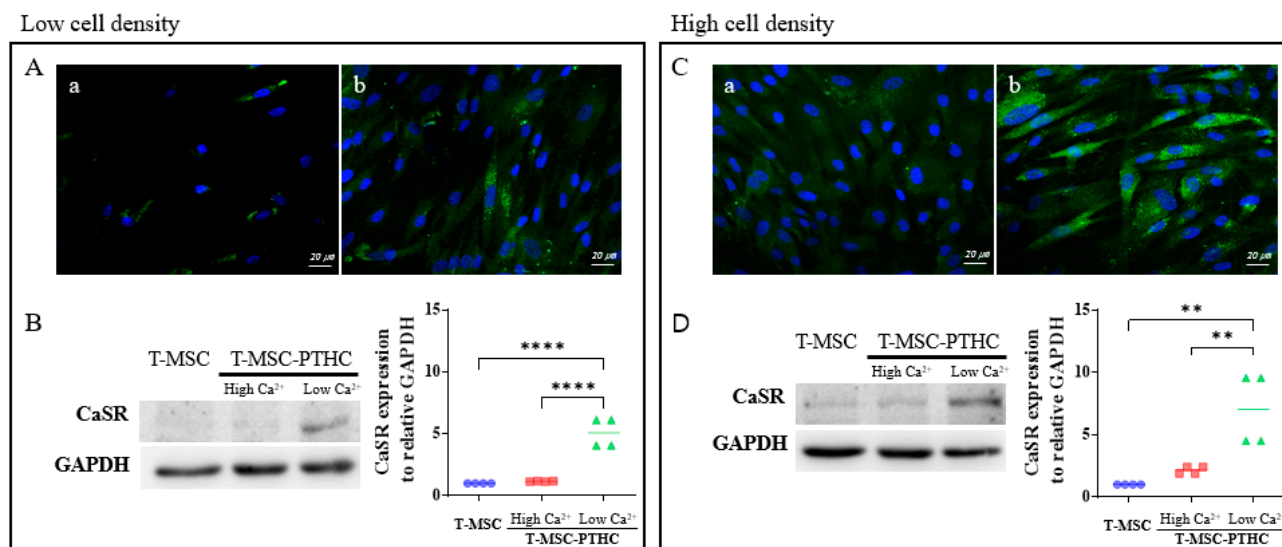 Low cell density
High cell density
A
a
b
20 μm
20 μm
C
a
b
20 μm
20 μm
B
T-MSC
T-MSC-PTHC
High Ca²⁺
Low Ca²⁺
CaSR
GAPDH
CaSR expression
to relative GAPDH
15
10
5
0
****
****
T-MSC
High Ca²⁺
Low Ca²⁺
T-MSC-PTHC
D
T-MSC
T-MSC-PTHC
High Ca²⁺
Low Ca²⁺
CaSR
GAPDH
CaSR expression
to relative GAPDH
15
10
5
0
**
**
T-MSC
High Ca²⁺
Low Ca²⁺
T-MSC-PTHC